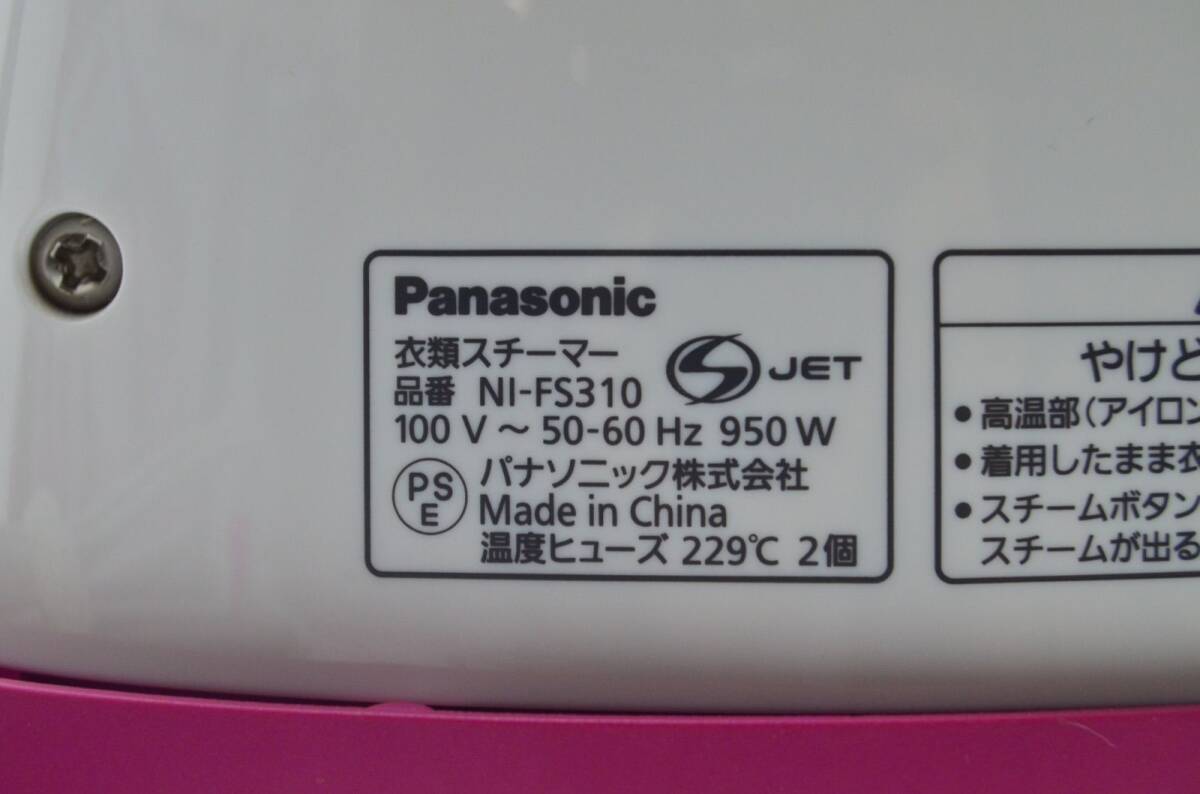 Panasonic
衣類スチーマー
品番 NI-FS310
S JET
100 V ～ 50-60 Hz 950 W
PS
E
パナソニック株式会社
Made in China
温度ヒューズ 229℃ 2個
やけど
● 高温部(アイロン
● 着用したまま衣
● スチームボタン
スチームが出る